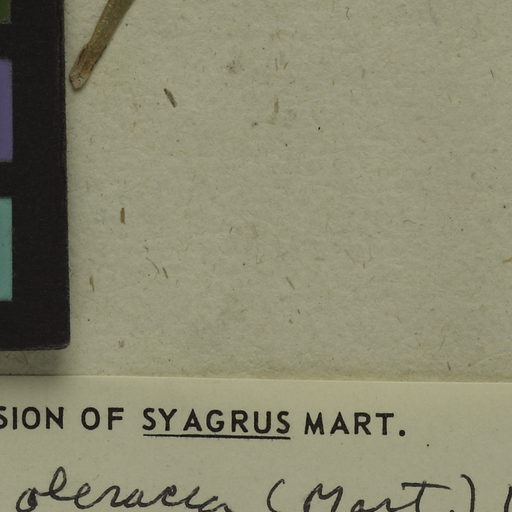 SION OF SYAGRUS MART.
oleracea (Mart.)